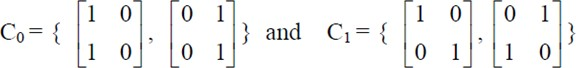 C₀ = { [1 0; 1 0], [0 1; 0 1] } and C₁ = { [1 0; 0 1], [0 1; 1 0] }